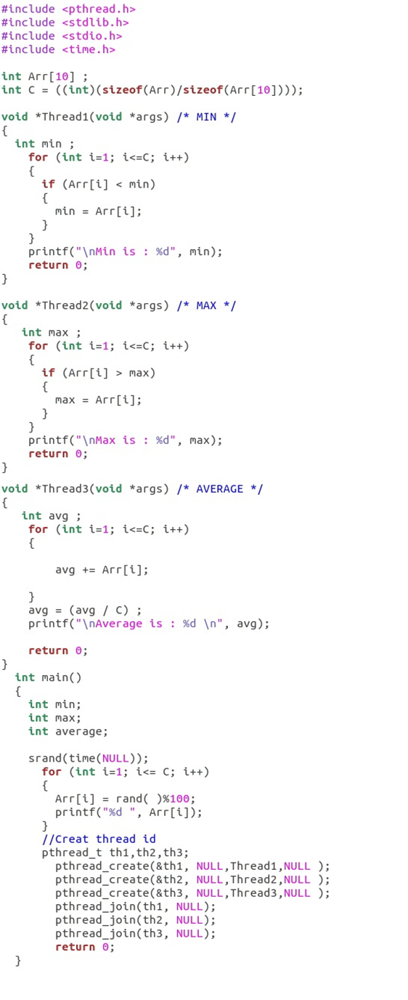 #include <pthread.h>
#include <stdlib.h>
#include <stdio.h>
#include <time.h>

int Arr[10] ;
int C = ((int)(sizeof(Arr)/sizeof(Arr[10])));

void *Thread1(void *args) /* MIN */
{
  int min ;
    for (int i=1; i<=C; i++)
    {
      if (Arr[i] < min)
      {
        min = Arr[i];
      }
    }
    printf("\nMin is : %d", min);
    return 0;
}

void *Thread2(void *args) /* MAX */
{
   int max ;
    for (int i=1; i<=C; i++)
    {
      if (Arr[i] > max)
      {
        max = Arr[i];
      }
    }
    printf("\nMax is : %d", max);
    return 0;
}
void *Thread3(void *args) /* AVERAGE */
{
   int avg ;
    for (int i=1; i<=C; i++)
    {

        avg += Arr[i];

    }
    avg = (avg / C) ;
    printf("\nAverage is : %d \n", avg);

    return 0;
}
  int main()
  {
    int min;
    int max;
    int average;

    srand(time(NULL));
      for (int i=1; i<= C; i++)
      {
        Arr[i] = rand( )%100;
        printf("%d ", Arr[i]);
      }
      //Creat thread id
      pthread_t th1,th2,th3;
        pthread_create(&th1, NULL,Thread1,NULL );
        pthread_create(&th2, NULL,Thread2,NULL );
        pthread_create(&th3, NULL,Thread3,NULL );
        pthread_join(th1, NULL);
        pthread_join(th2, NULL);
        pthread_join(th3, NULL);
        return 0;
  }